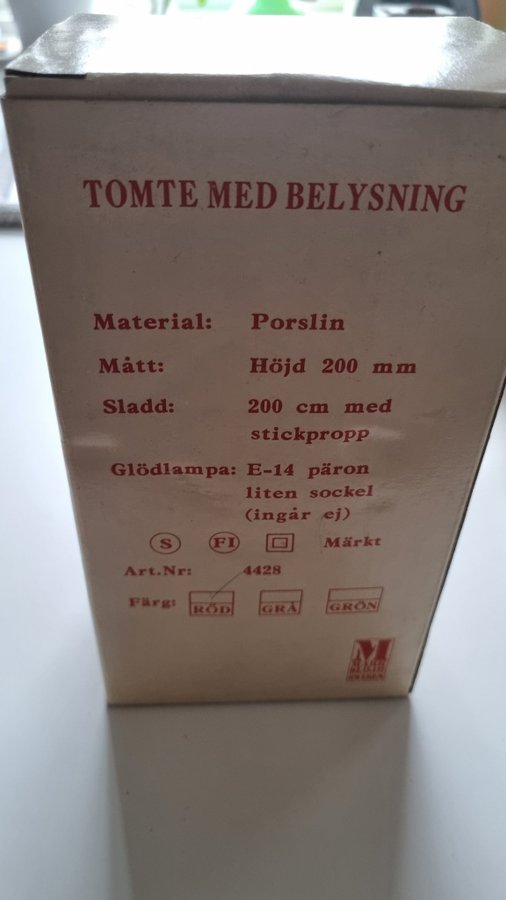 TOMTE MED BELYSNING
Material: Porslin
Mått: Höjd 200 mm
Sladd: 200 cm med
stickpropp
Glödlampa: E-14 päron
liten sockel
(ingår ej)
S FI Märkt
Art.Nr: 4428
Färg: RÖD GRÅ GRÖN
M
SWEDEN